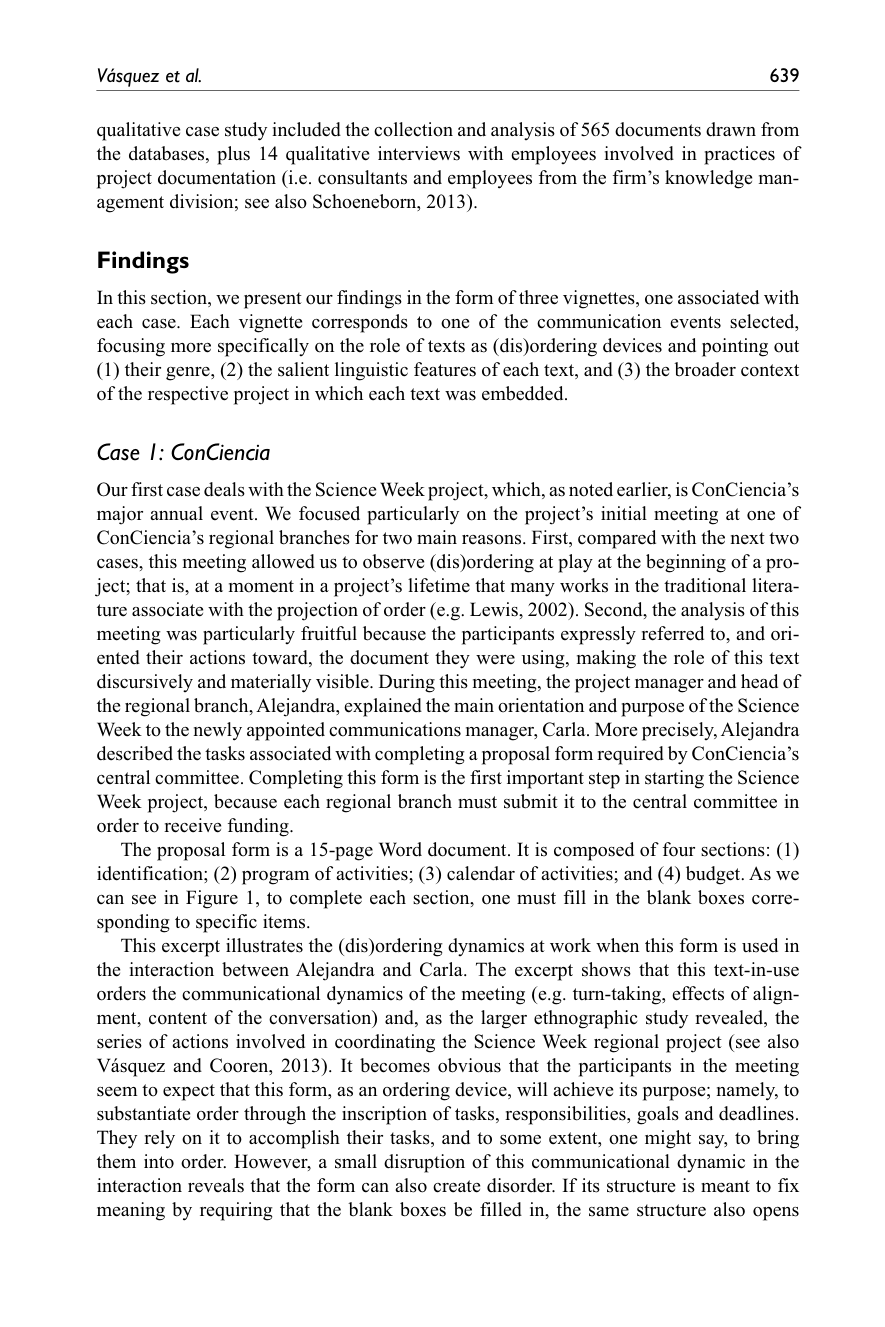 Vásquez et al.
639
qualitative case study included the collection and analysis of 565 documents drawn from
the databases, plus 14 qualitative interviews with employees involved in practices of
project documentation (i.e. consultants and employees from the firm's knowledge man-
agement division; see also Schoeneborn, 2013).
Findings
In this section, we present our findings in the form of three vignettes, one associated with
each case. Each vignette corresponds to one of the communication events selected,
focusing more specifically on the role of texts as (dis)ordering devices and pointing out
(1) their genre, (2) the salient linguistic features of each text, and (3) the broader context
of the respective project in which each text was embedded.
Case 1: ConCiencia
Our first case deals with the Science Week project, which, as noted earlier, is ConCiencia's
major annual event. We focused particularly on the project's initial meeting at one of
ConCiencia's regional branches for two main reasons. First, compared with the next two
cases, this meeting allowed us to observe (dis)ordering at play at the beginning of a pro-
ject; that is, at a moment in a project's lifetime that many works in the traditional litera-
ture associate with the projection of order (e.g. Lewis, 2002). Second, the analysis of this
meeting was particularly fruitful because the participants expressly referred to, and ori-
ented their actions toward, the document they were using, making the role of this text
discursively and materially visible. During this meeting, the project manager and head of
the regional branch, Alejandra, explained the main orientation and purpose of the Science
Week to the newly appointed communications manager, Carla. More precisely, Alejandra
described the tasks associated with completing a proposal form required by ConCiencia's
central committee. Completing this form is the first important step in starting the Science
Week project, because each regional branch must submit it to the central committee in
order to receive funding.
The proposal form is a 15-page Word document. It is composed of four sections: (1)
identification; (2) program of activities; (3) calendar of activities; and (4) budget. As we
can see in Figure 1, to complete each section, one must fill in the blank boxes corre-
sponding to specific items.
This excerpt illustrates the (dis)ordering dynamics at work when this form is used in
the interaction between Alejandra and Carla. The excerpt shows that this text-in-use
orders the communicational dynamics of the meeting (e.g. turn-taking, effects of align-
ment, content of the conversation) and, as the larger ethnographic study revealed, the
series of actions involved in coordinating the Science Week regional project (see also
Vásquez and Cooren, 2013). It becomes obvious that the participants in the meeting
seem to expect that this form, as an ordering device, will achieve its purpose; namely, to
substantiate order through the inscription of tasks, responsibilities, goals and deadlines.
They rely on it to accomplish their tasks, and to some extent, one might say, to bring
them into order. However, a small disruption of this communicational dynamic in the
interaction reveals that the form can also create disorder. If its structure is meant to fix
meaning by requiring that the blank boxes be filled in, the same structure also opens